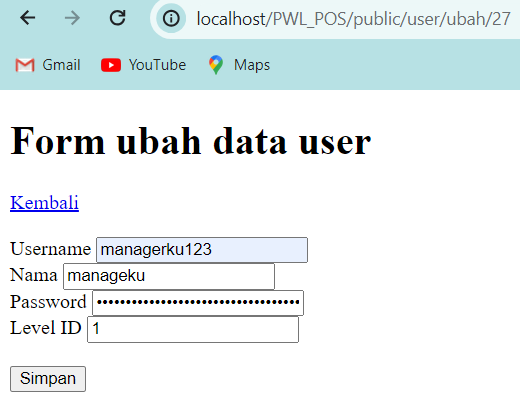 localhost/PWL_POS/public/user/ubah/27
Gmail YouTube Maps
Form ubah data user
Kembali
Username managerku123
Nama manageku
Password ••••••••••••••••••••••••••••••••••••
Level ID 1
Simpan